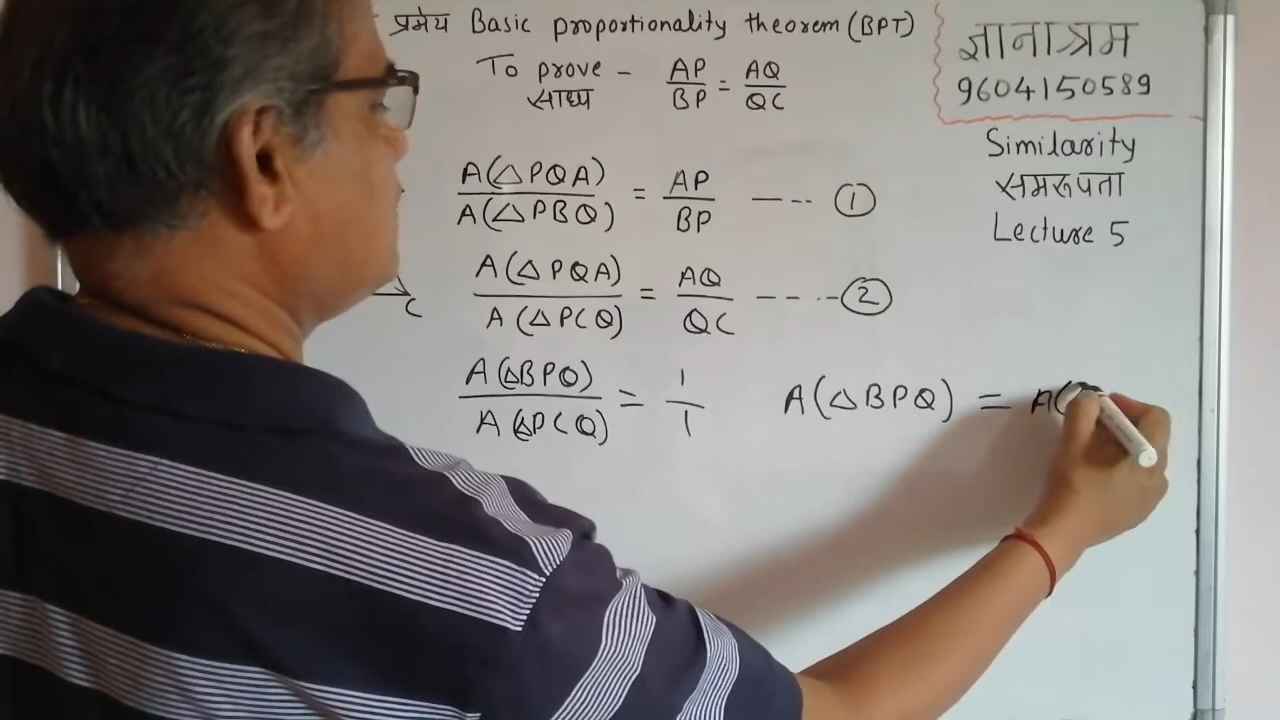 प्रमेय Basic proportionality theorem (BPT)
To prove - AP/BP = AQ/QC
साध्य
ज्ञानाश्रम
9604150589
Similarity
समरूपता
Lecture 5
A(△PQA)/A(△PBQ) = AP/BP ---- ①
A(△PQA)/A(△PCQ) = AQ/QC ---- ②
A(△BPQ)/A(△PCQ) = 1/1 A(△BPQ) = A(
C